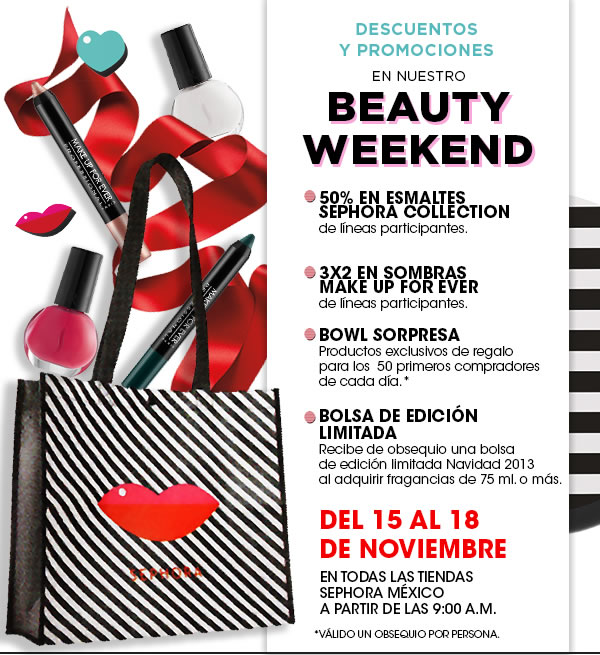 DESCUENTOS
Y PROMOCIONES
EN NUESTRO
BEAUTY
WEEKEND
50% EN ESMALTES
SEPHORA COLLECTION
de líneas participantes.
3X2 EN SOMBRAS
MAKE UP FOR EVER
de líneas participantes.
BOWL SORPRESA
Productos exclusivos de regalo
para los 50 primeros compradores
de cada día.*
BOLSA DE EDICIÓN
LIMITADA
Recibe de obsequio una bolsa
de edición limitada Navidad 2013
al adquirir fragancias de 75 ml. o más.
DEL 15 AL 18
DE NOVIEMBRE
EN TODAS LAS TIENDAS
SEPHORA MÉXICO
A PARTIR DE LAS 9:00 A.M.
*VÁLIDO UN OBSEQUIO POR PERSONA.
MAKE UP FOR EVER
SEPHORA